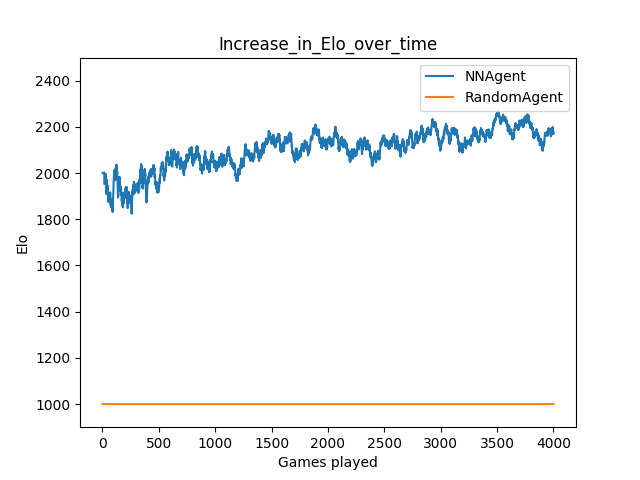 Increase_in_Elo_over_time
NNAgent
RandomAgent
2400
2200
2000
1800
1600
1400
1200
1000
Elo
0 500 1000 1500 2000 2500 3000 3500 4000
Games played